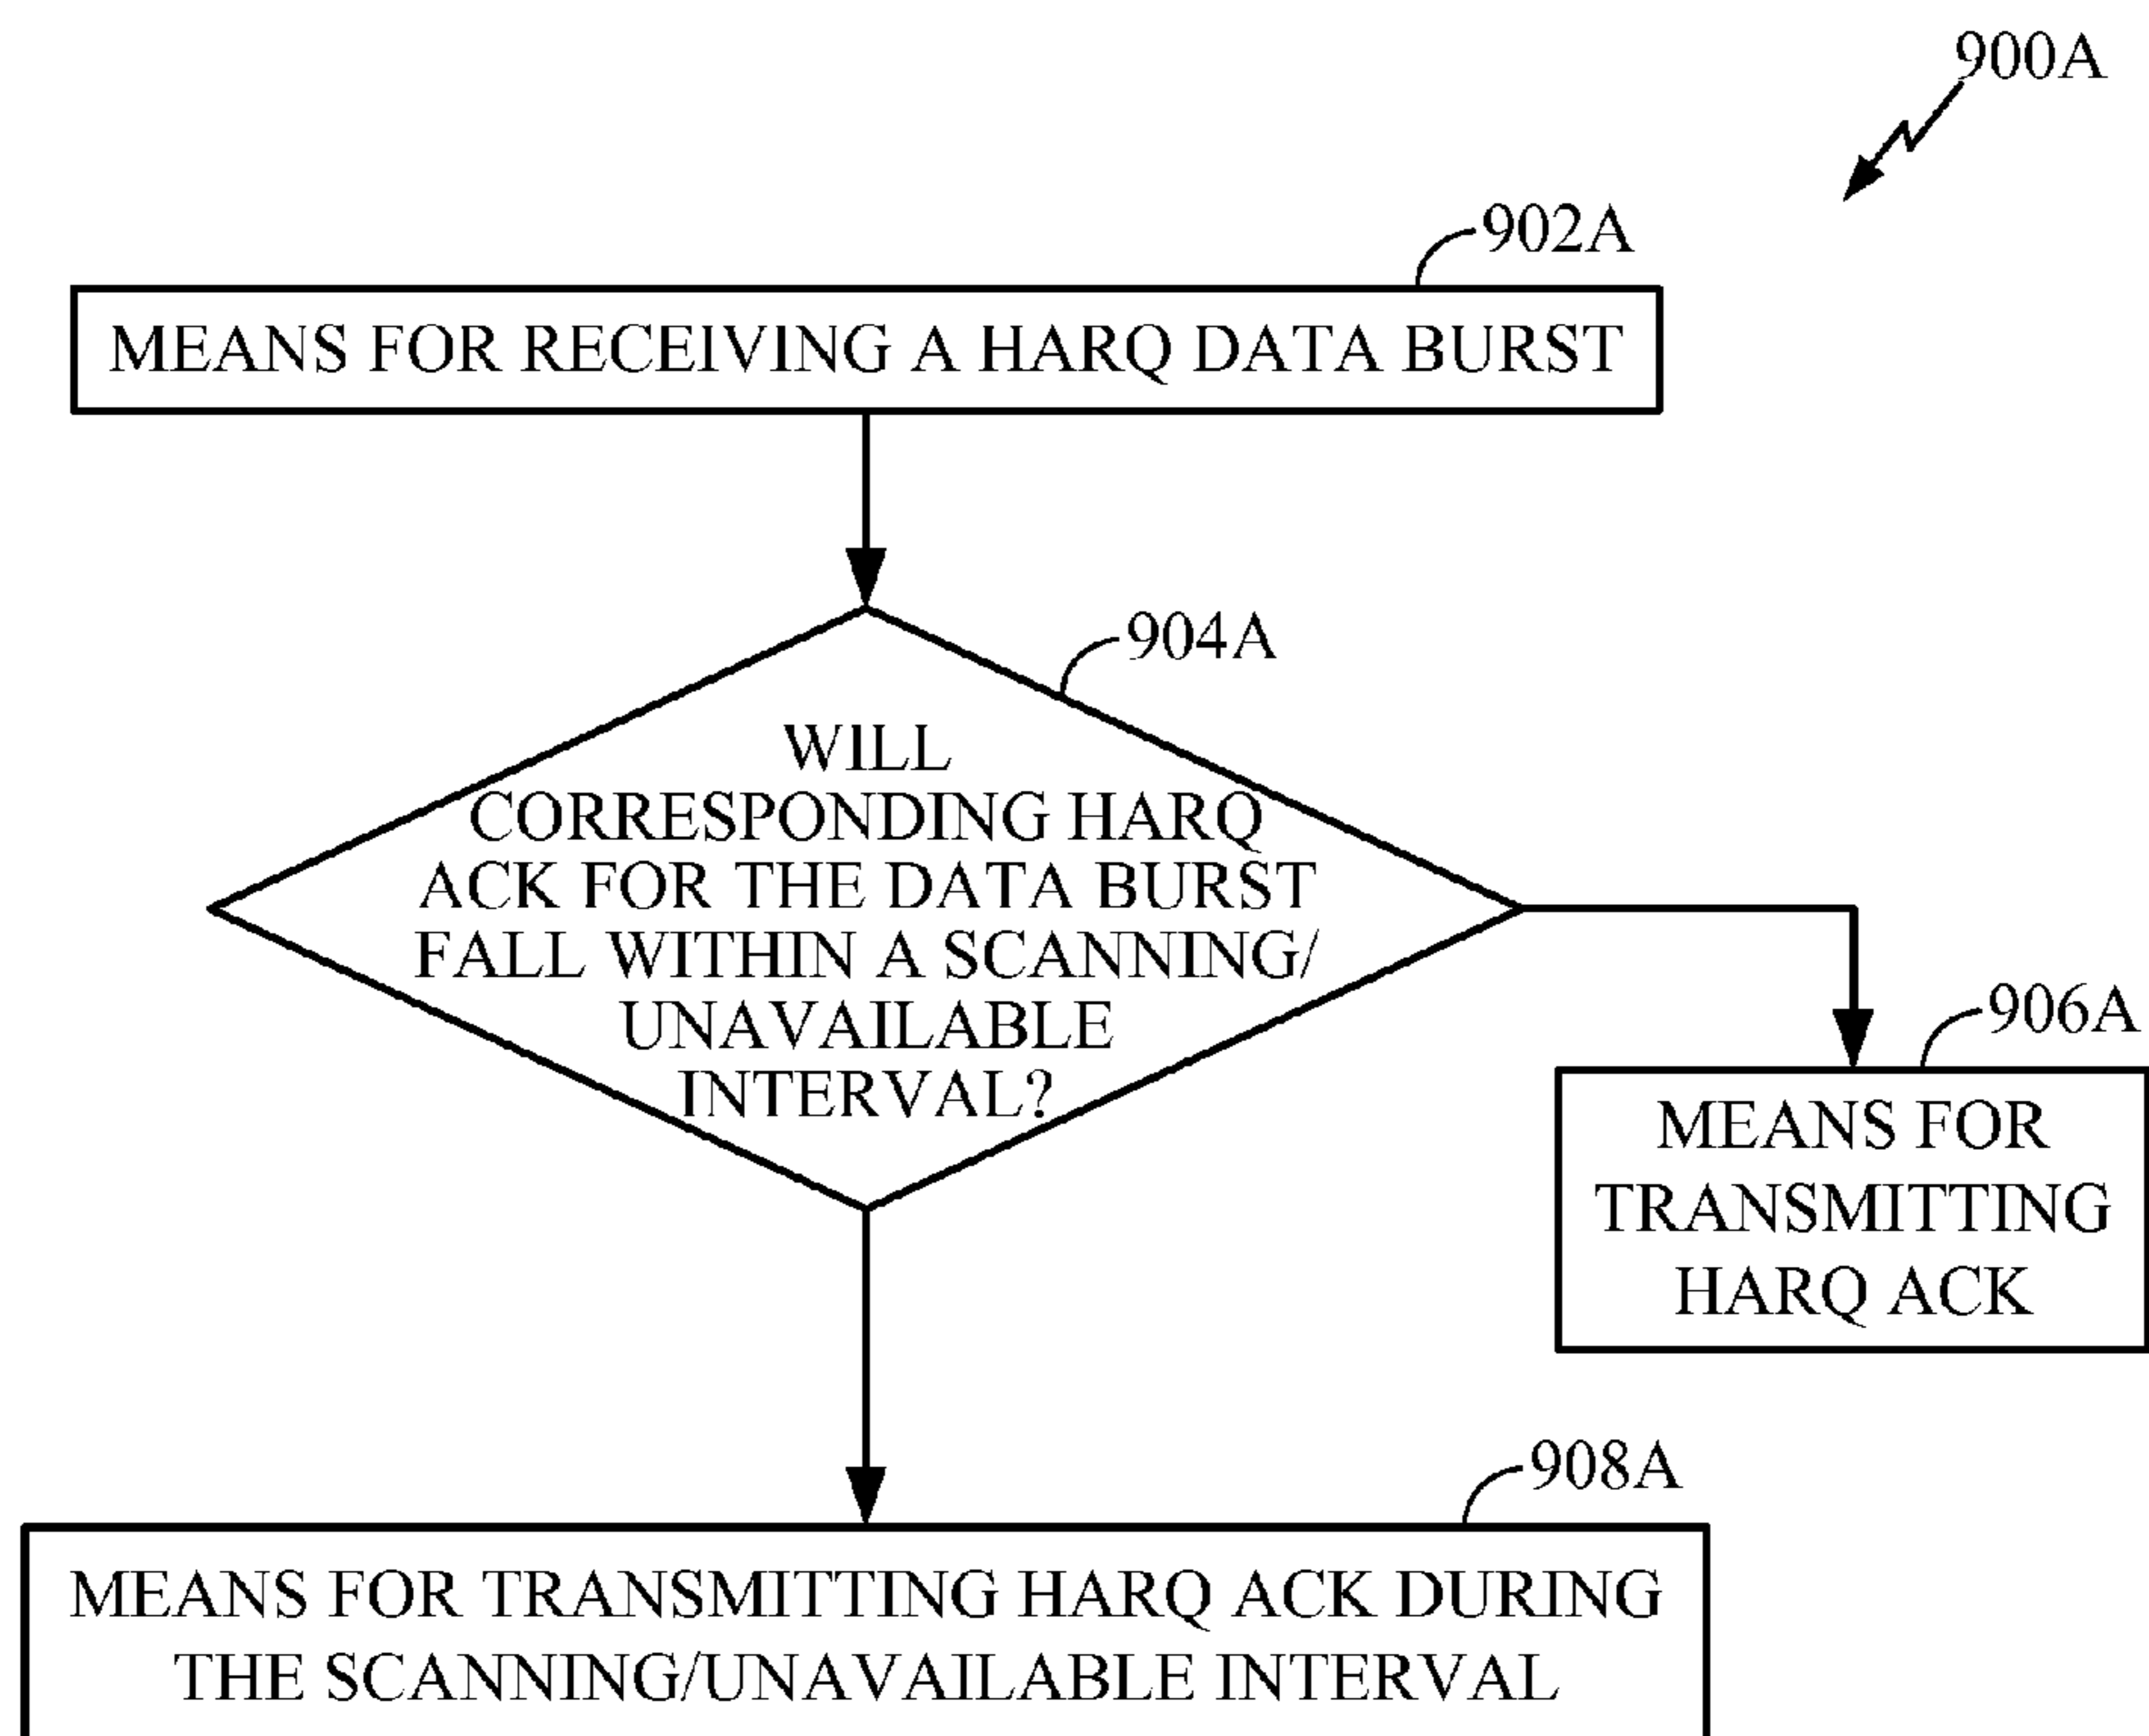 900A
902A
MEANS FOR RECEIVING A HARQ DATA BURST
904A
WILL
CORRESPONDING HARQ
ACK FOR THE DATA BURST
FALL WITHIN A SCANNING/
UNAVAILABLE
INTERVAL?
906A
MEANS FOR
TRANSMITTING
HARQ ACK
908A
MEANS FOR TRANSMITTING HARQ ACK DURING
THE SCANNING/UNAVAILABLE INTERVAL